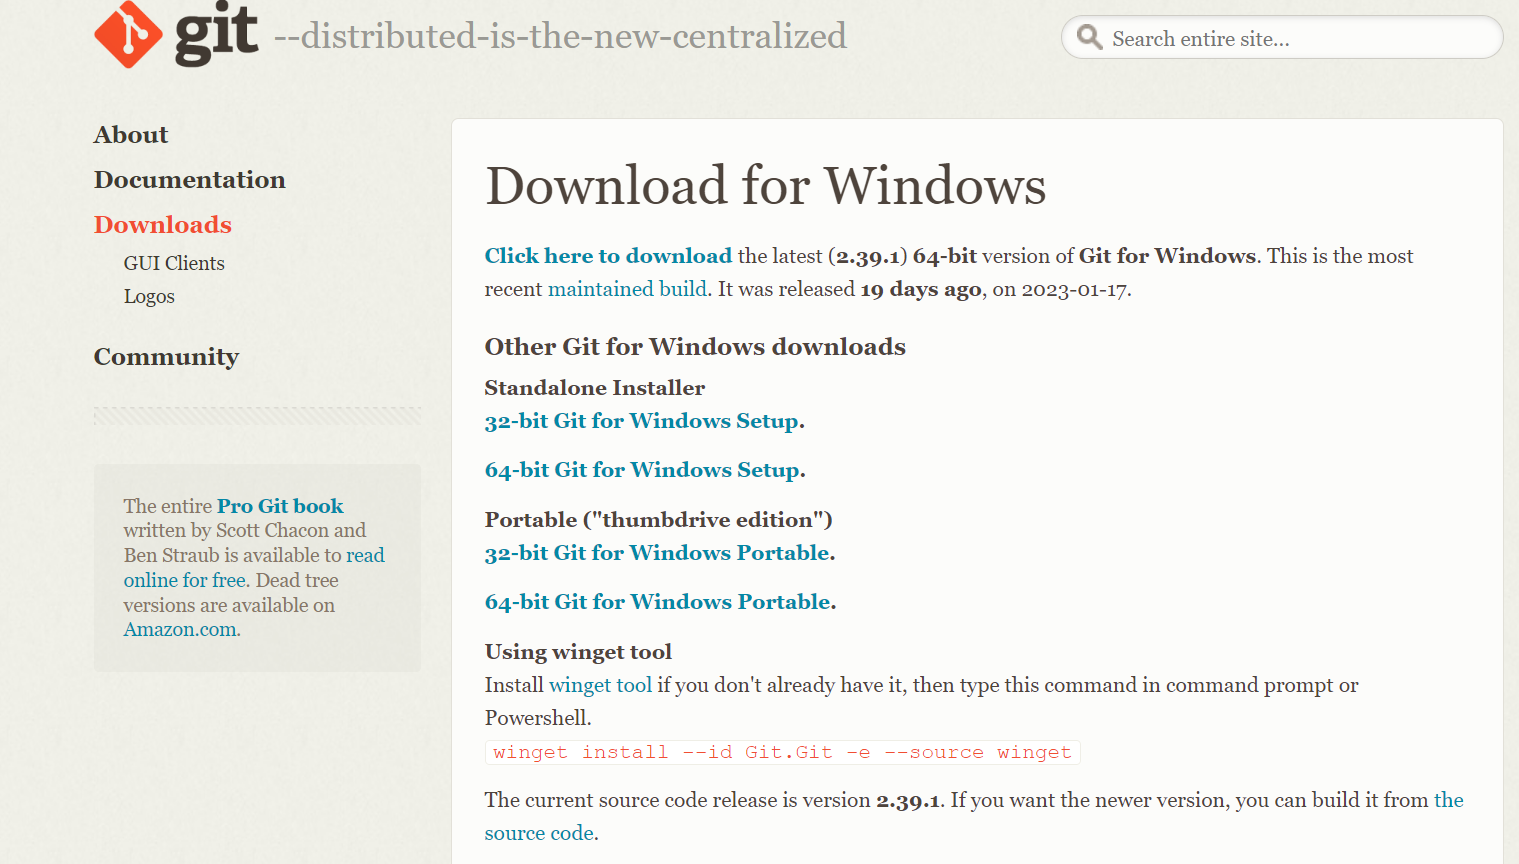 git --distributed-is-the-new-centralized
Search entire site...
About
Documentation
Downloads
GUI Clients
Logos
Community
The entire Pro Git book
written by Scott Chacon and
Ben Straub is available to read
online for free. Dead tree
versions are available on
Amazon.com.
Download for Windows
Click here to download the latest (2.39.1) 64-bit version of Git for Windows. This is the most
recent maintained build. It was released 19 days ago, on 2023-01-17.
Other Git for Windows downloads
Standalone Installer
32-bit Git for Windows Setup.
64-bit Git for Windows Setup.
Portable ("thumbdrive edition")
32-bit Git for Windows Portable.
64-bit Git for Windows Portable.
Using winget tool
Install winget tool if you don't already have it, then type this command in command prompt or
Powershell.
winget install --id Git.Git -e --source winget
The current source code release is version 2.39.1. If you want the newer version, you can build it from the
source code.